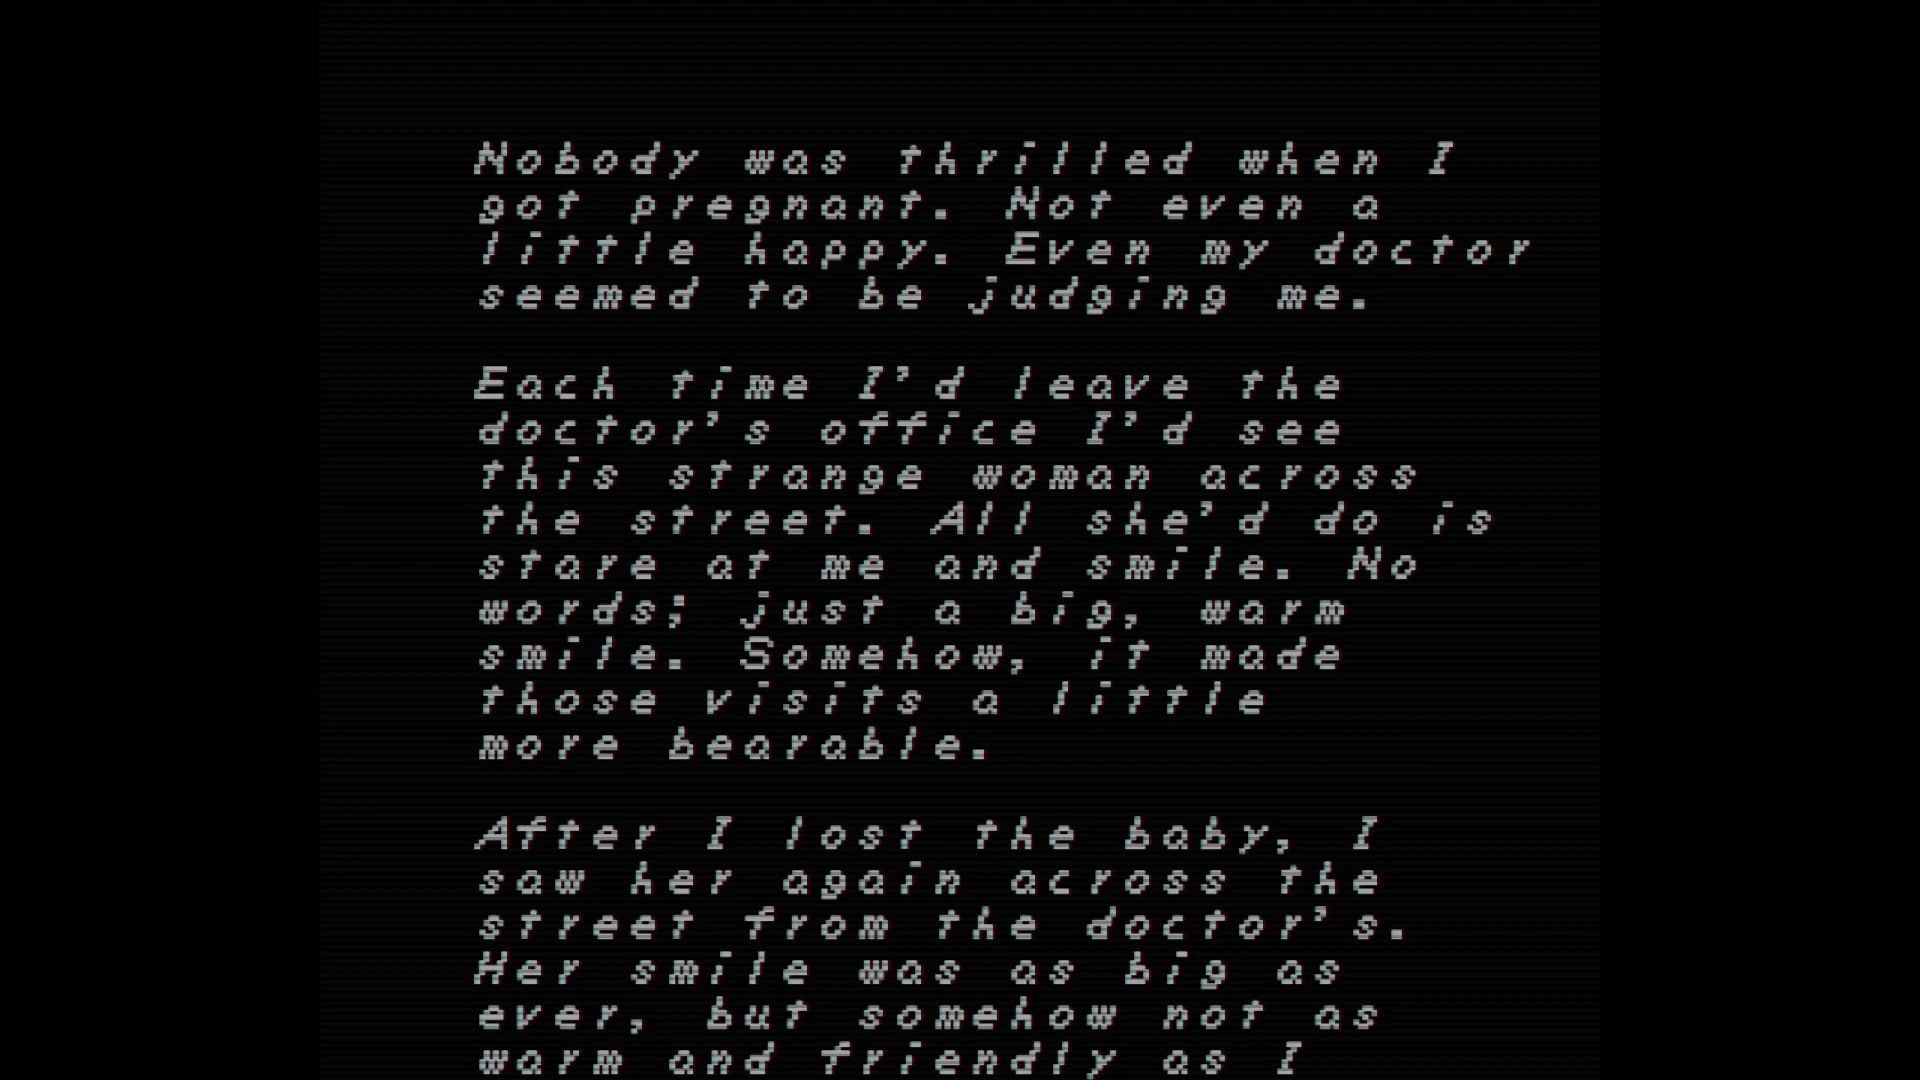 Nobody was thrilled when I
got pregnant. Not even a
little happy. Even my doctor
seemed to be judging me.
Each time I'd leave the
doctor's office I'd see
this strange woman across
the street. All she'd do is
stare at me and smile. No
words; just a big, warm
smile. Somehow, it made
those visits a little
more bearable.
After I lost the baby, I
saw her again across the
street from the doctor's.
Her smile was as big as
ever, but somehow not as
warm and friendly as I